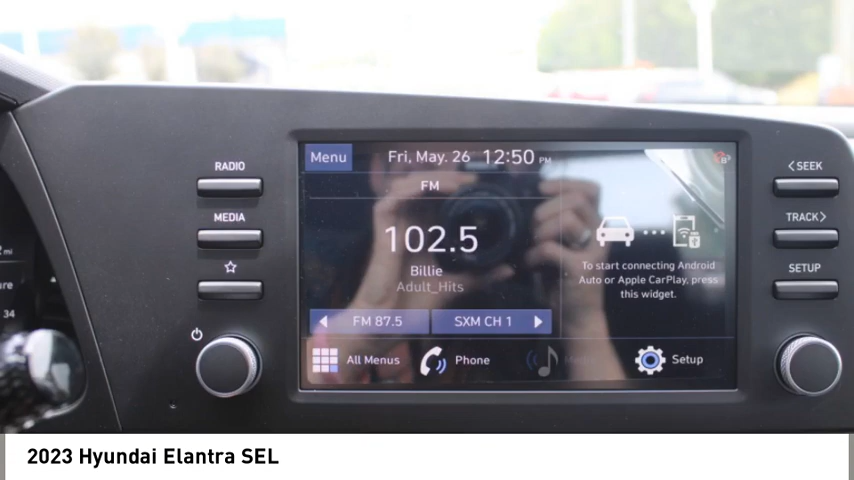 RADIO
MEDIA
Menu
Fri, May. 26 12:50 PM
FM
102.5
Billie
Adult_Hits
FM 87.5
SXM CH 1
To start connecting Android
Auto or Apple CarPlay, press
this widget.
All Menus
Phone
Setup
SEEK
TRACK
SETUP
mi
34
2023 Hyundai Elantra SEL